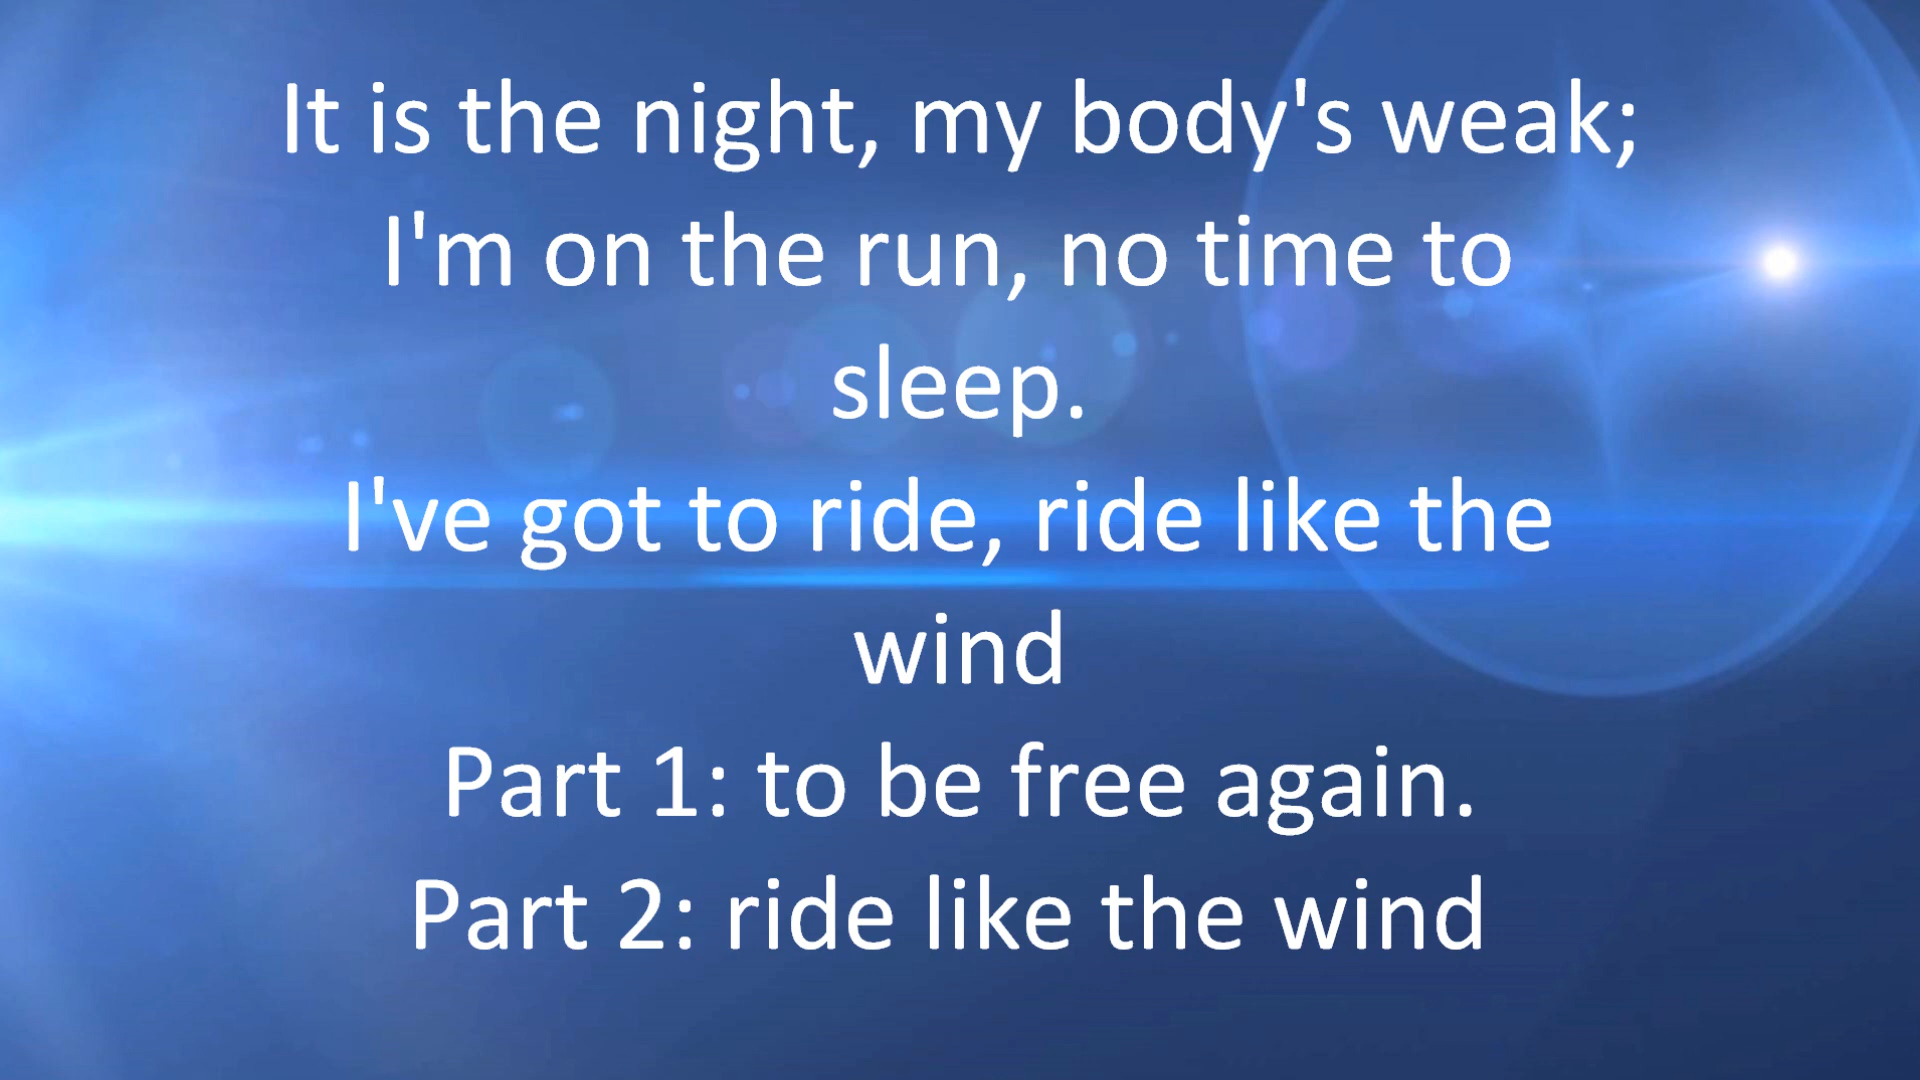 It is the night, my body's weak;
I'm on the run, no time to
sleep.
I've got to ride, ride like the
wind
Part 1: to be free again.
Part 2: ride like the wind